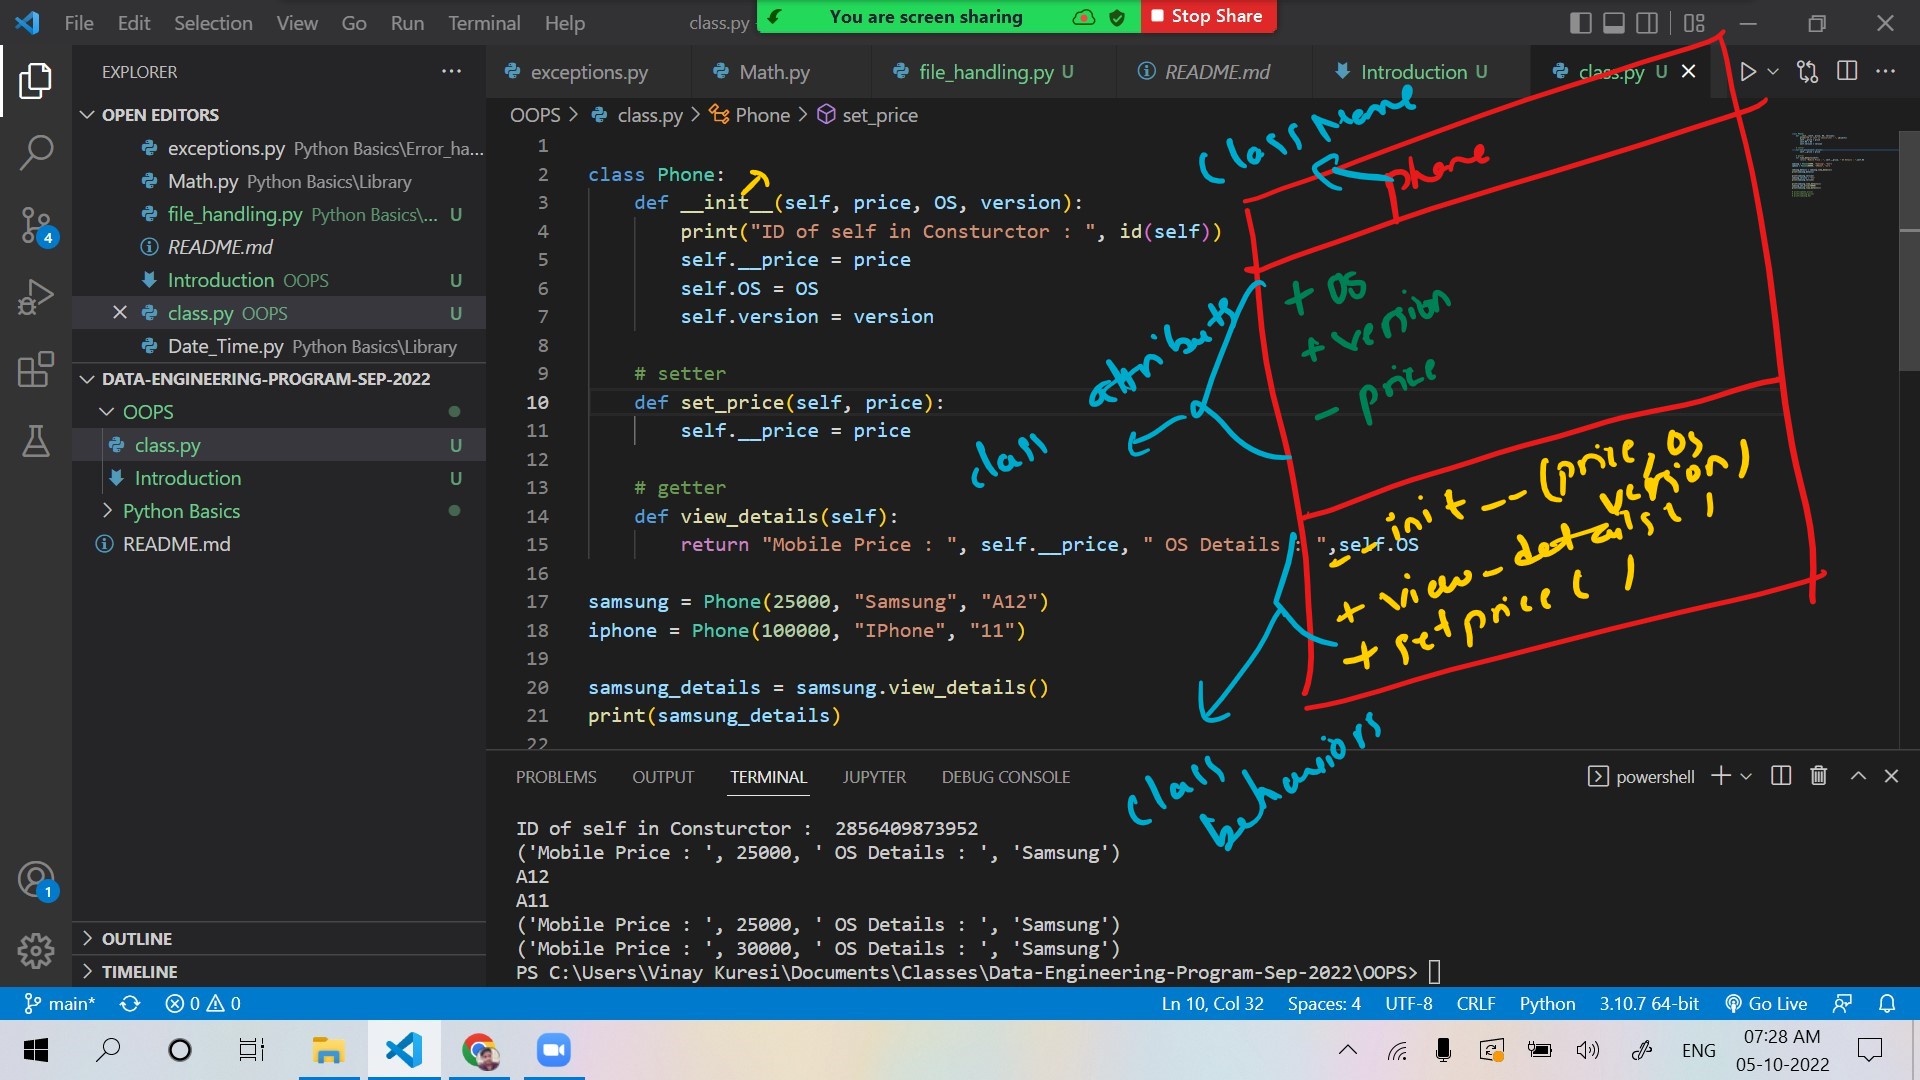 File Edit Selection View Go Run Terminal Help
class.py -
You are screen sharing
Stop Share
EXPLORER
OPEN EDITORS
exceptions.py Python Basics\Error_ha...
Math.py Python Basics\Library
file_handling.py Python Basics\... U
README.md
Introduction OOPS U
class.py OOPS U
Date_Time.py Python Basics\Library
DATA-ENGINEERING-PROGRAM-SEP-2022
OOPS
class.py U
Introduction U
Python Basics
README.md
OUTLINE
TIMELINE
4
1
exceptions.py Math.py file_handling.py U README.md Introduction U class.py U
OOPS > class.py > Phone > set_price
1
2 class Phone:
3 def __init__(self, price, OS, version):
4 print("ID of self in Consturctor : ", id(self))
5 self.__price = price
6 self.OS = OS
7 self.version = version
8
9 # setter
10 def set_price(self, price):
11 self.__price = price
12
13 # getter
14 def view_details(self):
15 return "Mobile Price : ", self.__price, " OS Details : ",self.OS
16
17 samsung = Phone(25000, "Samsung", "A12")
18 iphone = Phone(100000, "IPhone", "11")
19
20 samsung_details = samsung.view_details()
21 print(samsung_details)
22
Class Name
Phone
+ OS
+ version
- price
class attributs
__init__(price, OS
version)
+ view_details()
+ setprice( )
class
behaviors
PROBLEMS OUTPUT TERMINAL JUPYTER DEBUG CONSOLE
powershell
ID of self in Consturctor :  2856409873952
('Mobile Price : ', 25000, ' OS Details : ', 'Samsung')
A12
A11
('Mobile Price : ', 25000, ' OS Details : ', 'Samsung')
('Mobile Price : ', 30000, ' OS Details : ', 'Samsung')
PS C:\Users\Vinay Kuresi\Documents\Classes\Data-Engineering-Program-Sep-2022\OOPS>
main* 0 0 Ln 10, Col 32 Spaces: 4 UTF-8 CRLF Python 3.10.7 64-bit Go Live
ENG
07:28 AM
05-10-2022